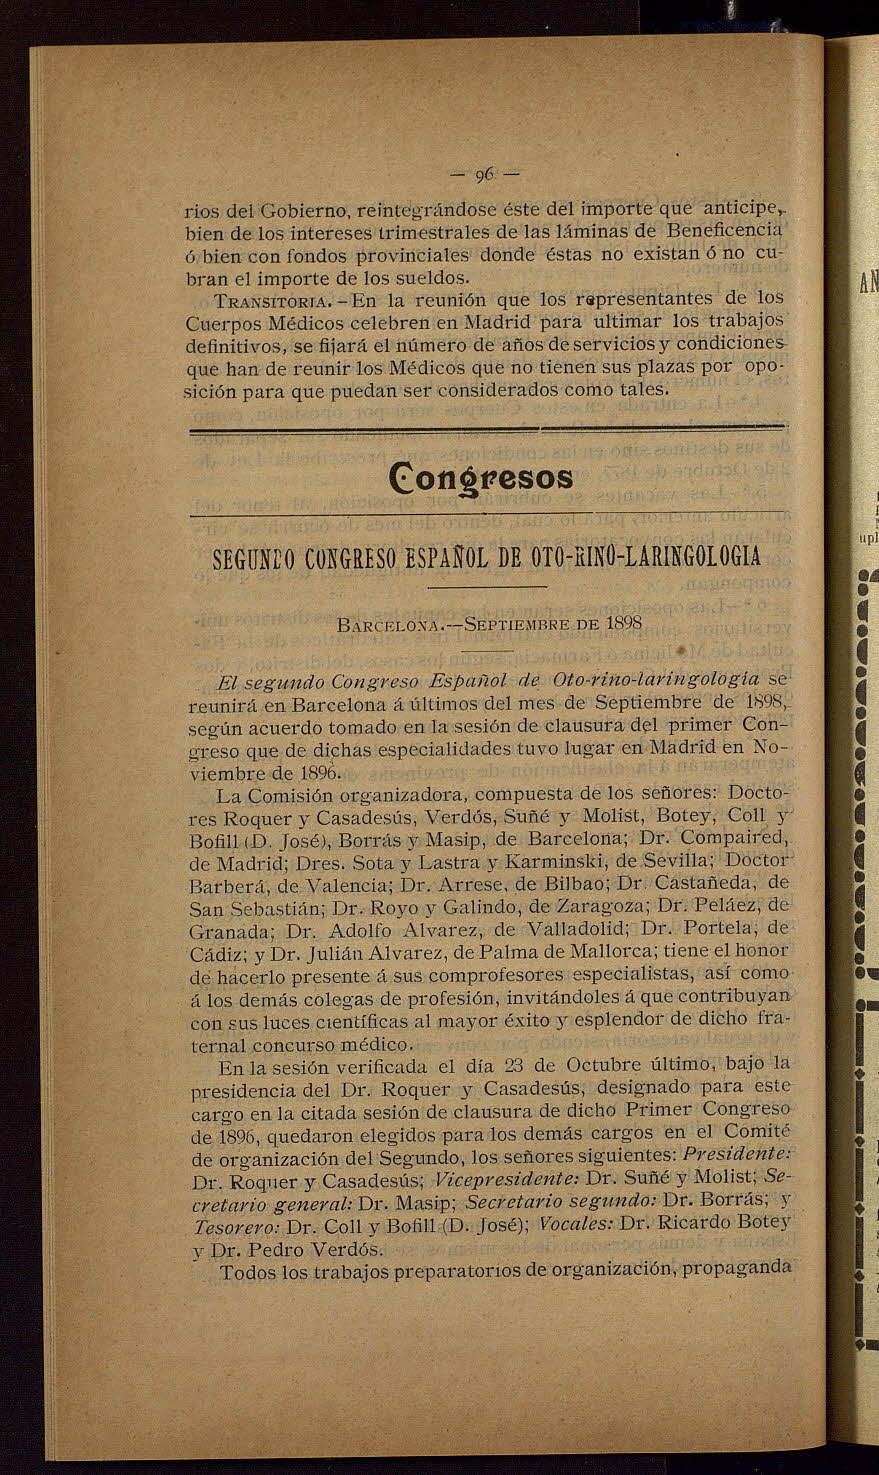 — 96 —
rios del Gobierno, reintegrándose éste del importe que anticipe,
bien de los intereses trimestrales de las láminas de Beneficencia
ó bien con fondos provinciales donde éstas no existan ó no cu-
bran el importe de los sueldos.
TRANSITORIA.-En la reunión que los representantes de los
Cuerpos Médicos celebren en Madrid para ultimar los trabajos
definitivos, se fijará el número de años de servicios y condiciones
que han de reunir los Médicos que no tienen sus plazas por opo-
sición para que puedan ser considerados como tales.
Congresos
SEGUNDO CONGRESO ESPAÑOL DE OTO-RINO-LARINGOLOGIA
BARCELONA.—SEPTIEMBRE DE 1898
El segundo Congreso Español de Oto-rino-laringología se
reunirá en Barcelona á últimos del mes de Septiembre de 1898,
según acuerdo tomado en la sesión de clausura del primer Con-
greso que de dichas especialidades tuvo lugar en Madrid en No-
viembre de 1896.
La Comisión organizadora, compuesta de los señores: Docto-
res Roquer y Casadesús, Verdós, Suñé y Molist, Botey, Coll y
Bofill (D. José), Borrás y Masip, de Barcelona; Dr. Compaired,
de Madrid; Dres. Sota y Lastra y Karminski, de Sevilla; Doctor
Barberá, de Valencia; Dr. Arrese, de Bilbao; Dr. Castañeda, de
San Sebastián; Dr. Royo y Galindo, de Zaragoza; Dr. Peláez, de
Granada; Dr. Adolfo Alvarez, de Valladolid; Dr. Portela, de
Cádiz; y Dr. Julián Alvarez, de Palma de Mallorca; tiene el honor
de hacerlo presente á sus comprofesores especialistas, así como
á los demás colegas de profesión, invitándoles á que contribuyan
con sus luces científicas al mayor éxito y esplendor de dicho fra-
ternal concurso médico.
En la sesión verificada el día 23 de Octubre último, bajo la
presidencia del Dr. Roquer y Casadesús, designado para este
cargo en la citada sesión de clausura de dicho Primer Congreso
de 1896, quedaron elegidos para los demás cargos en el Comité
de organización del Segundo, los señores siguientes: Presidente:
Dr. Roquer y Casadesús; Vicepresidente: Dr. Suñé y Molist; Se-
cretario general: Dr. Masip; Secretario segundo: Dr. Borrás; y
Tesorero: Dr. Coll y Bofill (D. José); Vocales: Dr. Ricardo Botey
y Dr. Pedro Verdós.
Todos los trabajos preparatorios de organización, propaganda
AN
upl